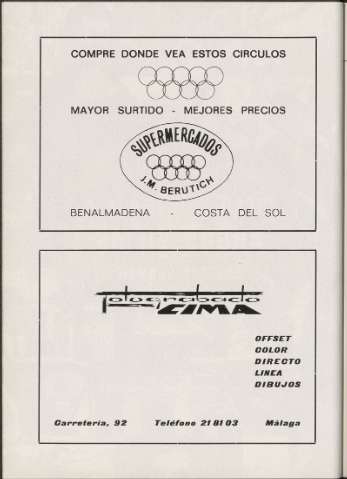 COMPRE DONDE VEA ESTOS CIRCULOS
MAYOR SURTIDO - MEJORES PRECIOS
SUPERMERCADOS
J.M. BERUTICH
BENALMADENA - COSTA DEL SOL
fotograbado
CIMA
OFFSET
COLOR
DIRECTO
LINEA
DIBUJOS
Carretería, 92 Teléfono 21 81 03 Málaga